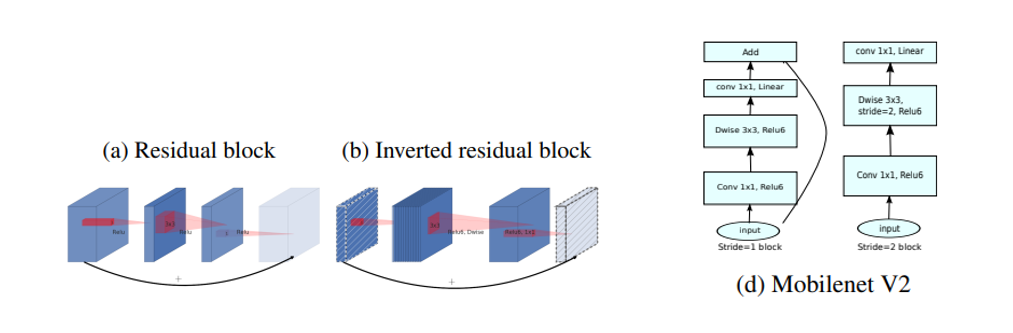 (a) Residual block
(b) Inverted residual block
Relu
3x3
Relu
Relu
+
3x3
Relu6, Dwise
Relu6, 1x1
+
Add
conv 1x1, Linear
Dwise 3x3, Relu6
Conv 1x1, Relu6
input
Stride=1 block
conv 1x1, Linear
Dwise 3x3,
stride=2, Relu6
Conv 1x1, Relu6
input
Stride=2 block
(d) Mobilenet V2